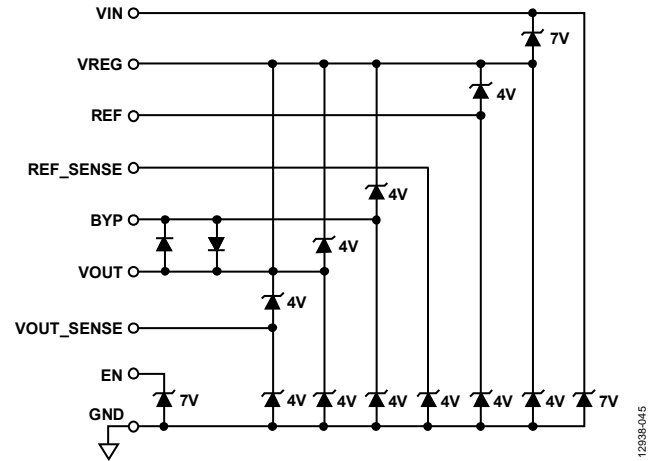 VIN
7V
VREG
4V
REF
REF_SENSE
4V
BYP
4V
VOUT
4V
VOUT_SENSE
EN
7V 4V 4V 4V 4V 4V 4V 7V
GND
12938-045